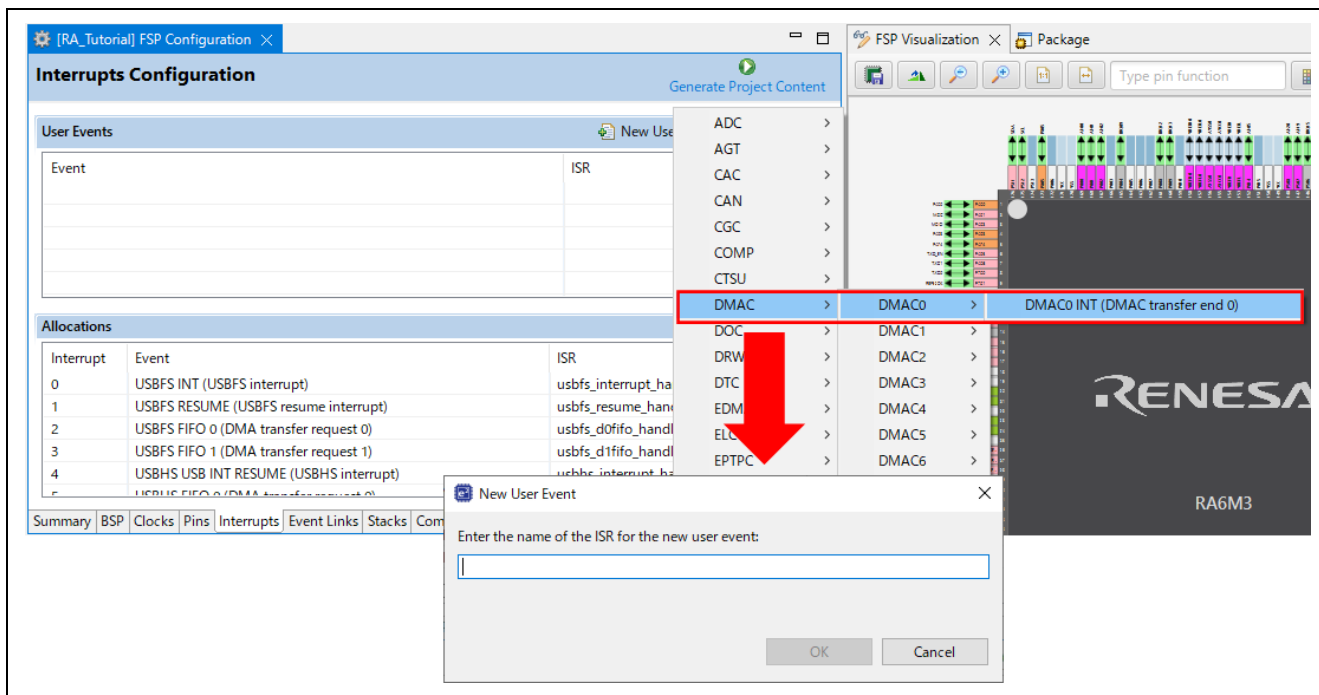 [RA_Tutorial] FSP Configuration
FSP Visualization
Package
Interrupts Configuration
Generate Project Content
Type pin function
User Events
New Use
Event ISR
ADC
AGT
CAC
CAN
CGC
COMP
CTSU
DMAC DMAC0 DMAC0 INT (DMAC transfer end 0)
DOC DMAC1
DRW DMAC2
DTC DMAC3
EDM DMAC4
ELC DMAC5
EPTPC DMAC6
Allocations
Interrupt Event ISR
0 USBFS INT (USBFS interrupt) usbfs_interrupt_ha
1 USBFS RESUME (USBFS resume interrupt) usbfs_resume_hand
2 USBFS FIFO 0 (DMA transfer request 0) usbfs_d0fifo_handl
3 USBFS FIFO 1 (DMA transfer request 1) usbfs_d1fifo_handl
4 USBHS USB INT RESUME (USBHS interrupt) usbhs_interrupt_ha
Summary BSP Clocks Pins Interrupts Event Links Stacks Com
RENESA
RA6M3
New User Event
Enter the name of the ISR for the new user event:
OK Cancel